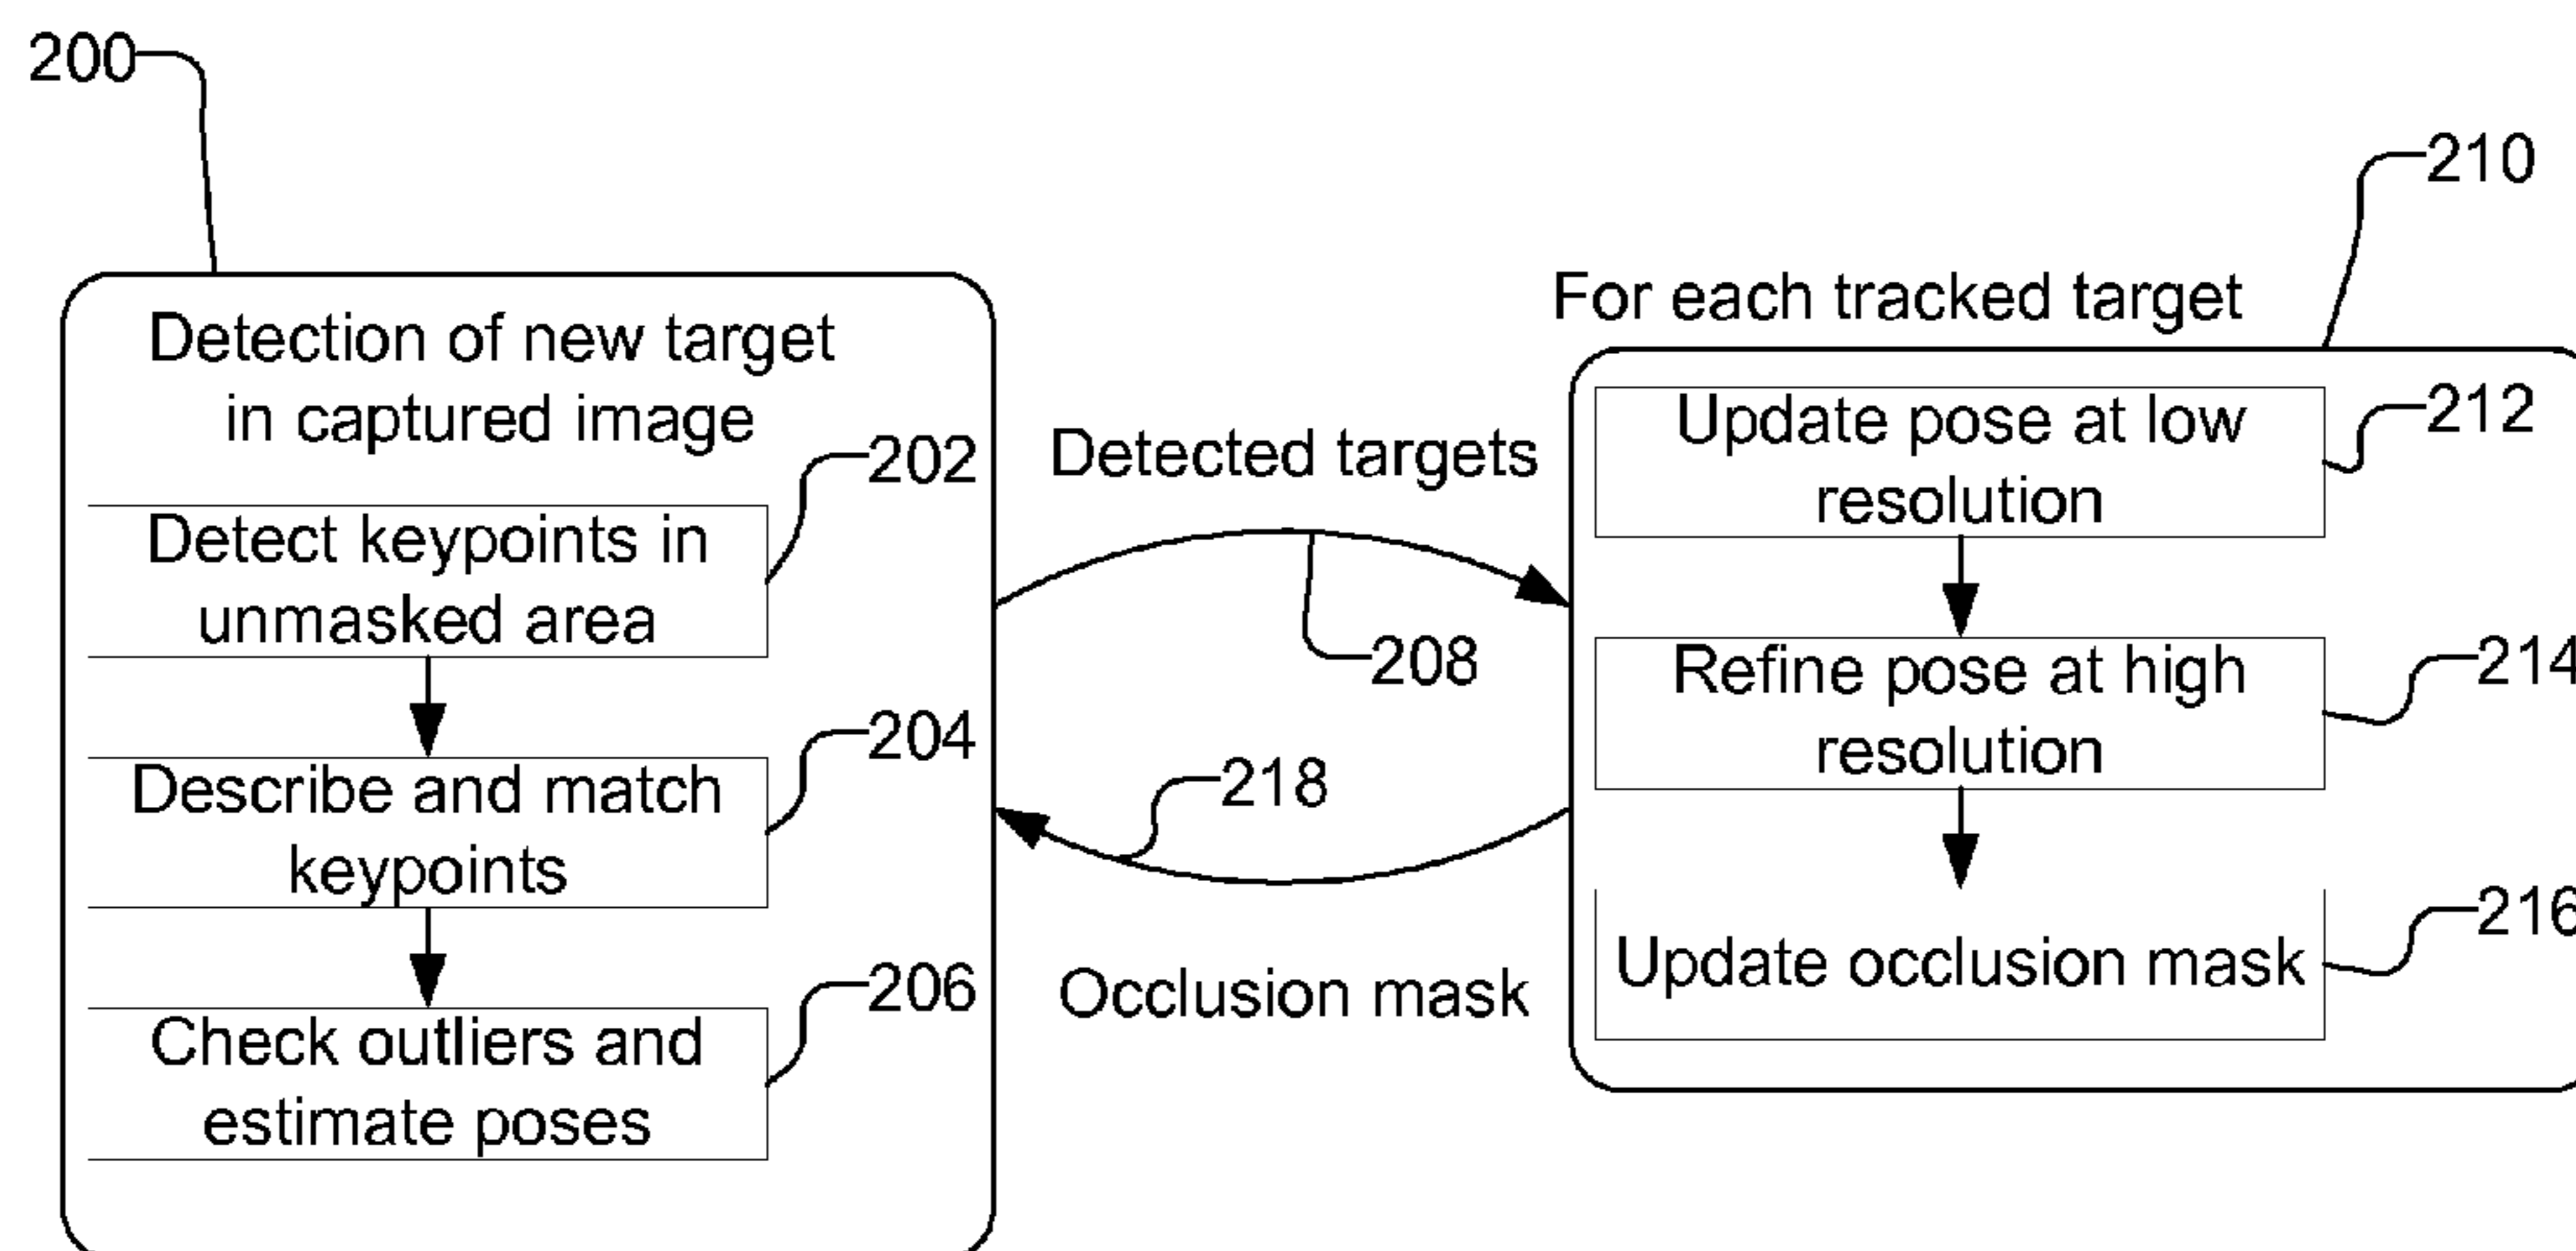 200
Detection of new target
in captured image
202
Detect keypoints in
unmasked area
204
Describe and match
keypoints
206
Check outliers and
estimate poses
Detected targets
208
218
Occlusion mask
210
For each tracked target
212
Update pose at low
resolution
214
Refine pose at high
resolution
216
Update occlusion mask